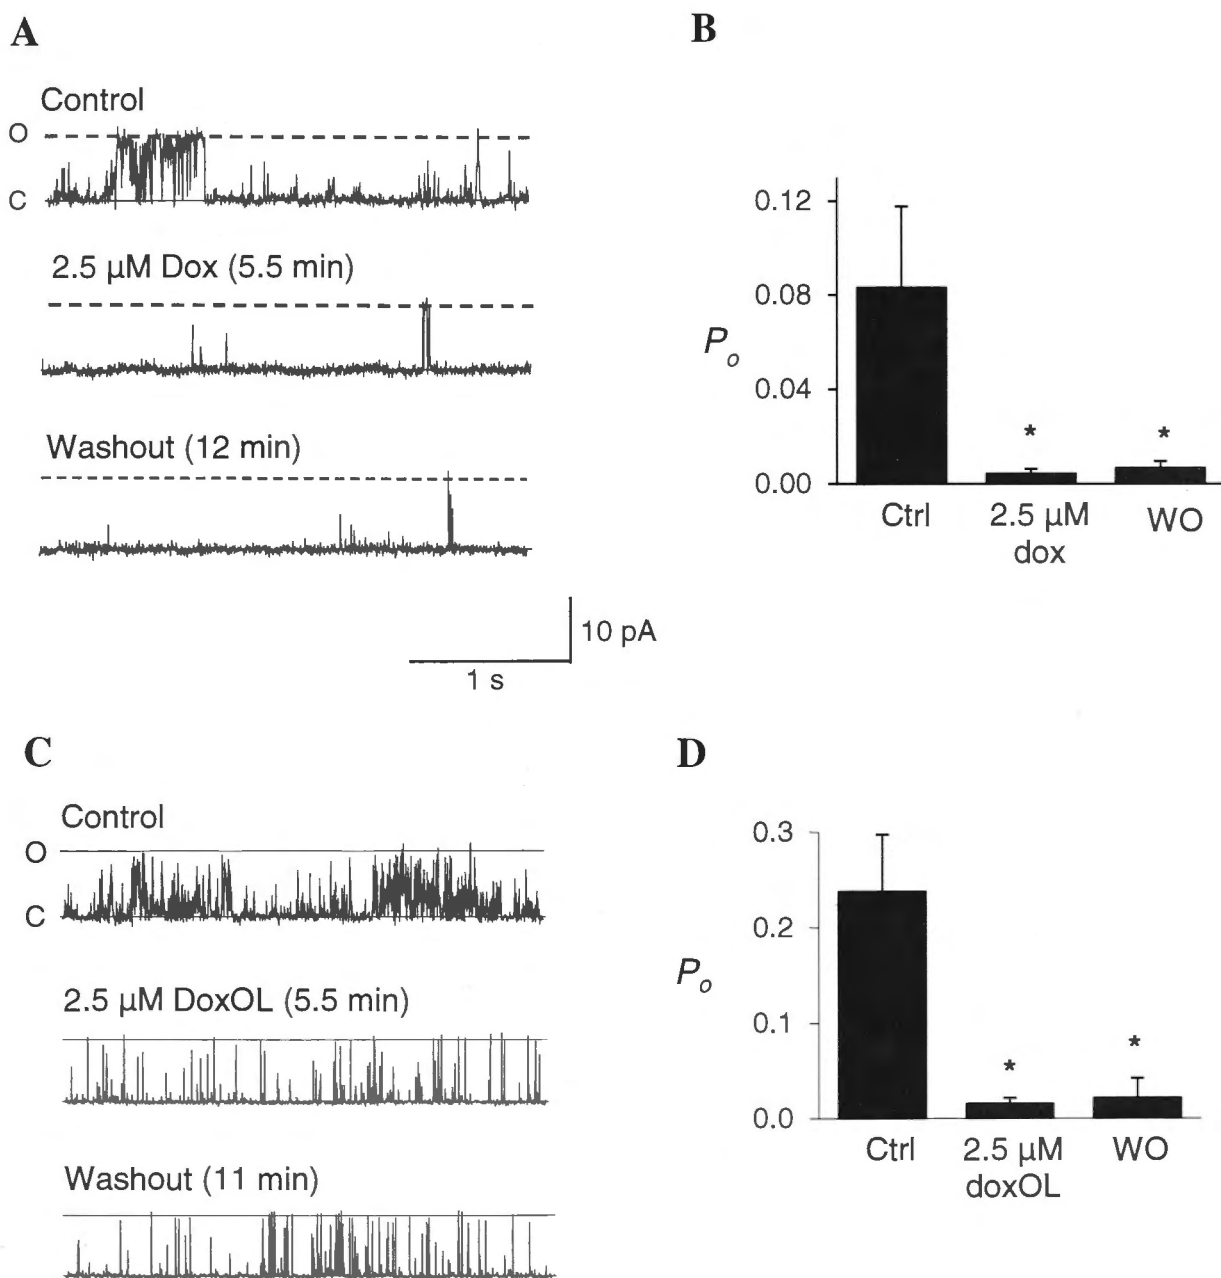 A
Control
O
C
2.5 µM Dox (5.5 min)
Washout (12 min)
10 pA
1 s
B
0.12
0.08
Po
0.04
0.00
*
*
Ctrl
2.5 µM
dox
WO
C
Control
O
C
2.5 µM DoxOL (5.5 min)
Washout (11 min)
D
0.3
0.2
Po
0.1
0.0
*
*
Ctrl
2.5 µM
doxOL
WO